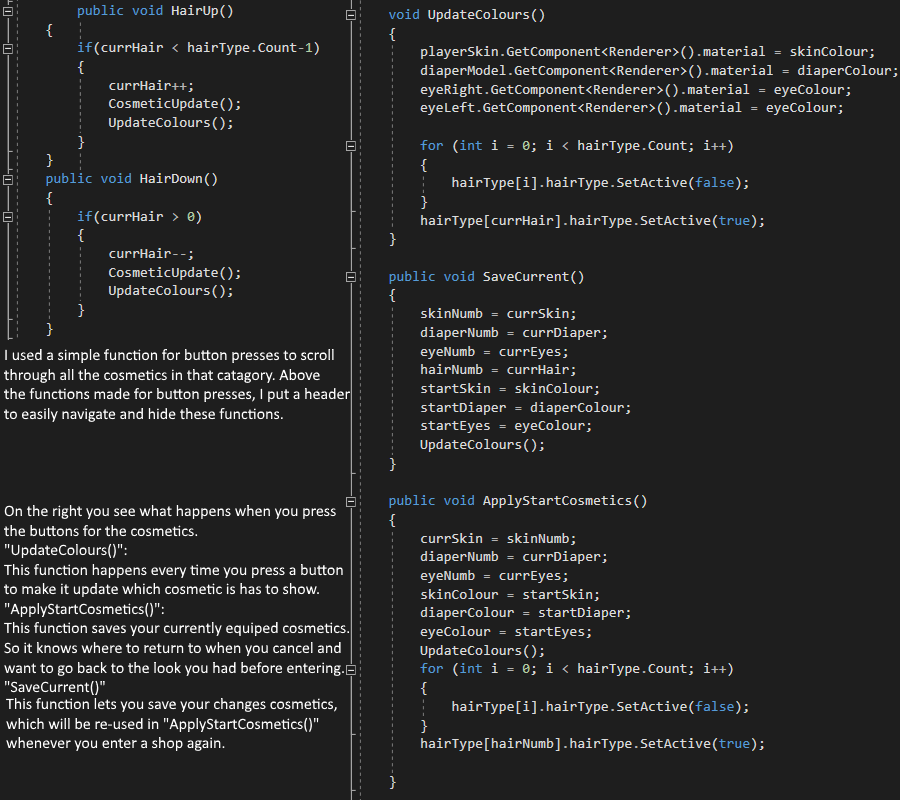 public void HairUp()
{
if(currHair < hairType.Count-1)
{
currHair++;
CosmeticUpdate();
UpdateColours();
}
}
public void HairDown()
{
if(currHair > 0)
{
currHair--;
CosmeticUpdate();
UpdateColours();
}
}
I used a simple function for button presses to scroll
through all the cosmetics in that catagory. Above
the functions made for button presses, I put a header
to easily navigate and hide these functions.
On the right you see what happens when you press
the buttons for the cosmetics.
"UpdateColours()":
This function happens every time you press a button
to make it update which cosmetic is has to show.
"ApplyStartCosmetics()":
This function saves your currently equiped cosmetics.
So it knows where to return to when you cancel and
want to go back to the look you had before entering.
"SaveCurrent()"
This function lets you save your changes cosmetics,
which will be re-used in "ApplyStartCosmetics()"
whenever you enter a shop again.
void UpdateColours()
{
playerSkin.GetComponent<Renderer>().material = skinColour;
diaperModel.GetComponent<Renderer>().material = diaperColour;
eyeRight.GetComponent<Renderer>().material = eyeColour;
eyeLeft.GetComponent<Renderer>().material = eyeColour;
for (int i = 0; i < hairType.Count; i++)
{
hairType[i].hairType.SetActive(false);
}
hairType[currHair].hairType.SetActive(true);
}
public void SaveCurrent()
{
skinNumb = currSkin;
diaperNumb = currDiaper;
eyeNumb = currEyes;
hairNumb = currHair;
startSkin = skinColour;
startDiaper = diaperColour;
startEyes = eyeColour;
UpdateColours();
}
public void ApplyStartCosmetics()
{
currSkin = skinNumb;
diaperNumb = currDiaper;
eyeNumb = currEyes;
skinColour = startSkin;
diaperColour = startDiaper;
eyeColour = startEyes;
UpdateColours();
for (int i = 0; i < hairType.Count; i++)
{
hairType[i].hairType.SetActive(false);
}
hairType[hairNumb].hairType.SetActive(true);
}